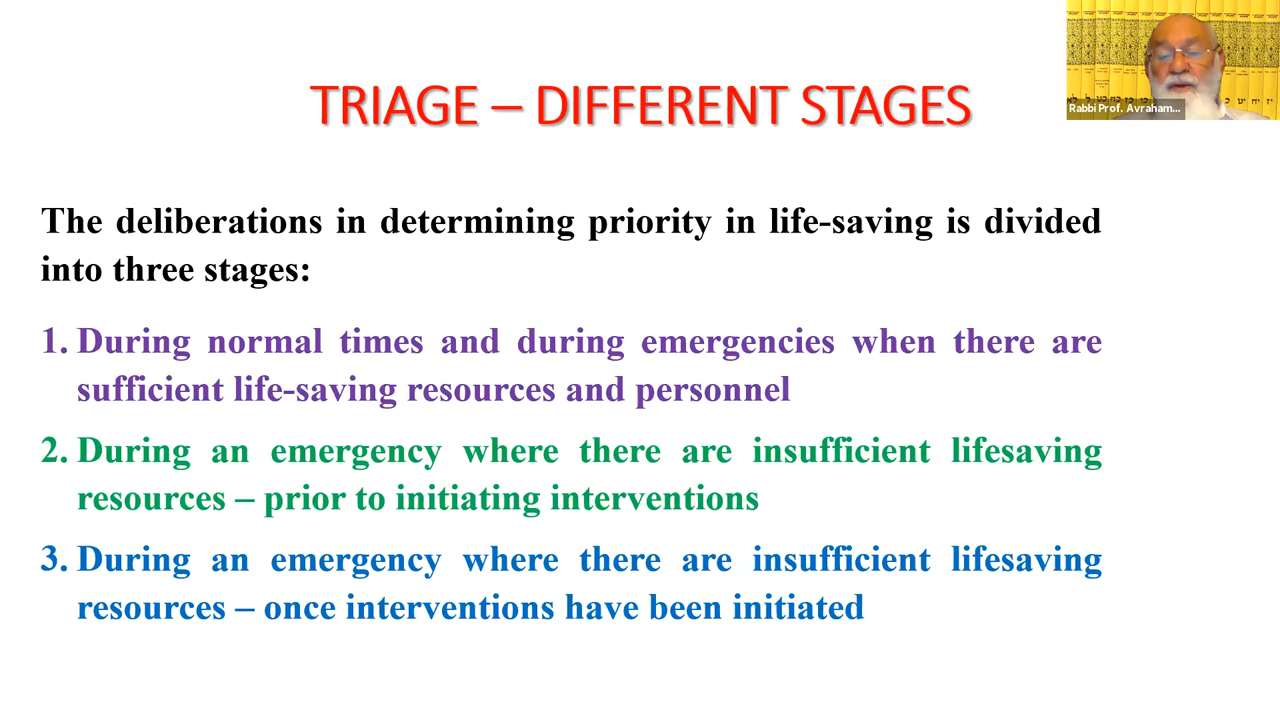 TRIAGE – DIFFERENT STAGES
Rabbi Prof. Avraham...
The deliberations in determining priority in life-saving is divided
into three stages:
1. During normal times and during emergencies when there are
sufficient life-saving resources and personnel
2. During an emergency where there are insufficient lifesaving
resources – prior to initiating interventions
3. During an emergency where there are insufficient lifesaving
resources – once interventions have been initiated